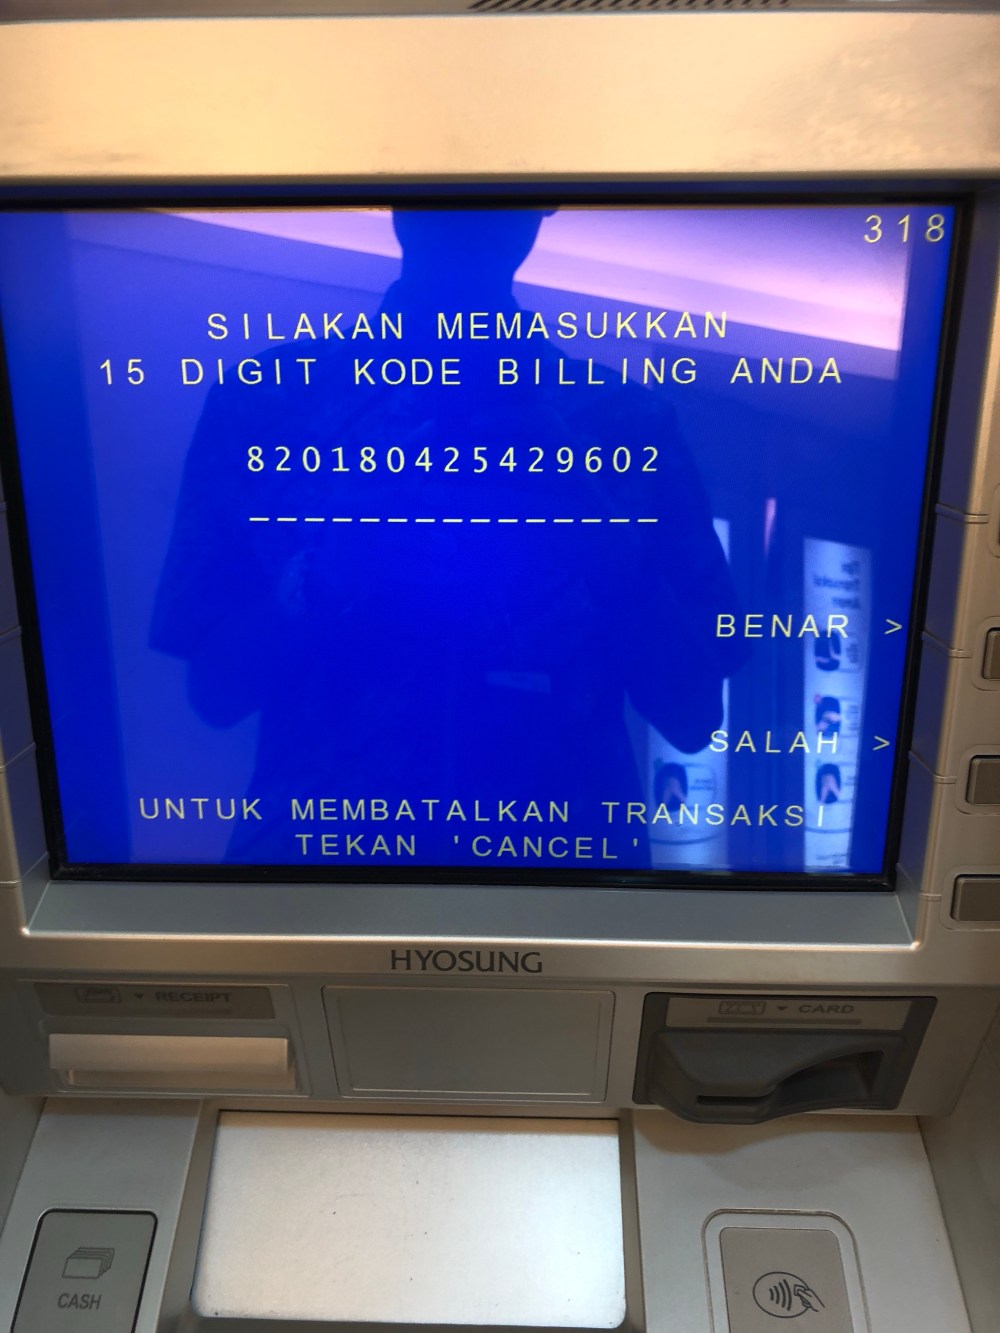 318
SILAKAN MEMASUKKAN
15 DIGIT KODE BILLING ANDA
820180425429602
BENAR >
SALAH >
UNTUK MEMBATALKAN TRANSAKSI
TEKAN 'CANCEL'
HYOSUNG
RECEIPT
CARD
CASH